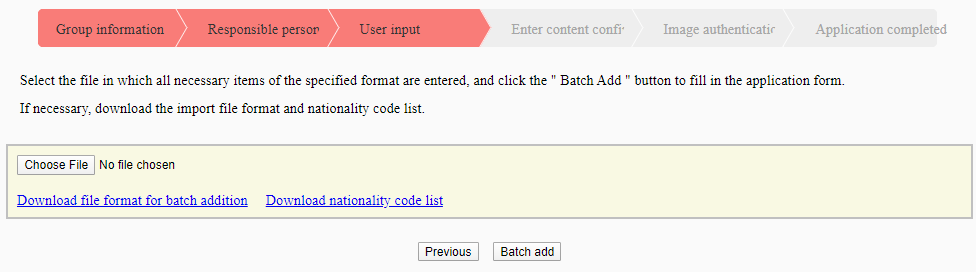 Group information
Responsible person
User input
Enter content confir
Image authenticatic
Application completed
Select the file in which all necessary items of the specified format are entered, and click the " Batch Add " button to fill in the application form.
If necessary, download the import file format and nationality code list.
Choose File No file chosen
Download file format for batch addition Download nationality code list
Previous Batch add